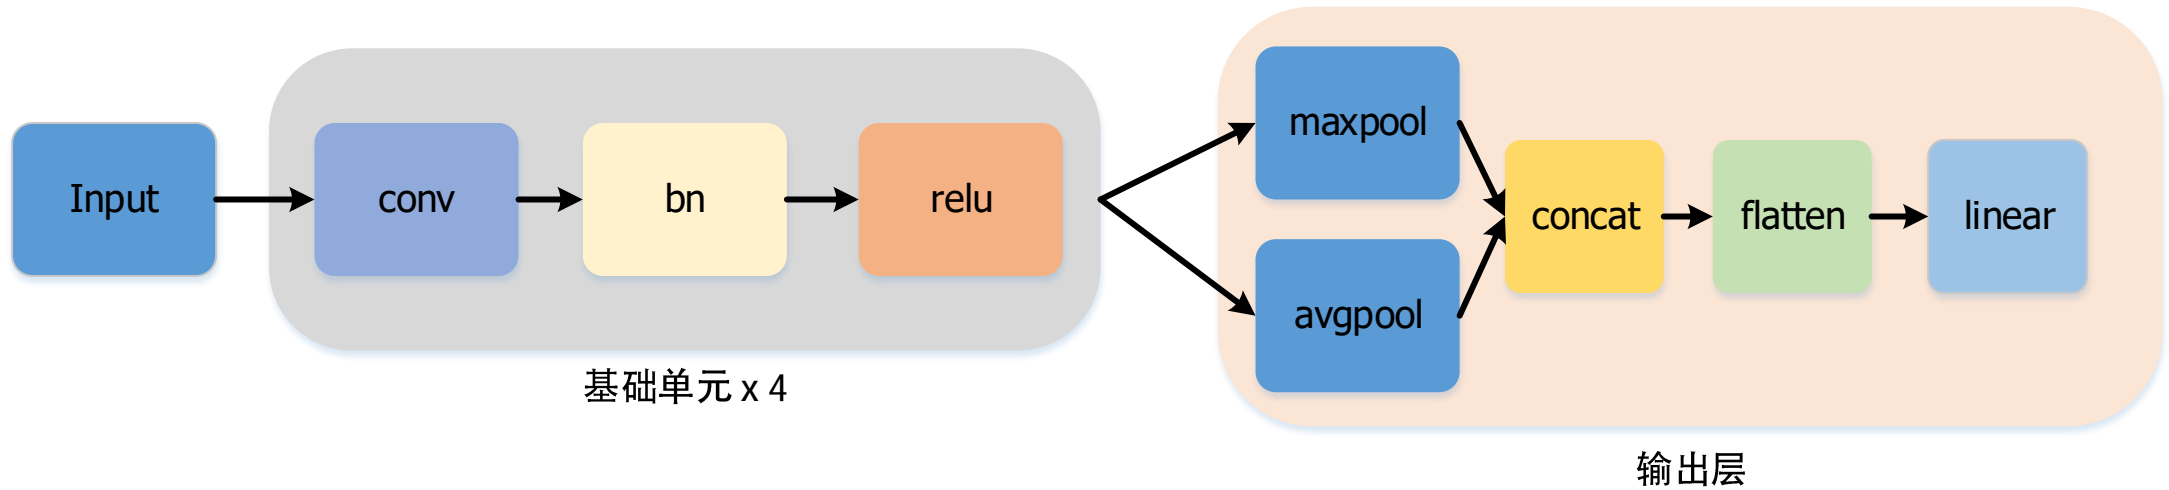 Input
conv
bn
relu
基础单元 x 4
maxpool
avgpool
concat
flatten
linear
输出层